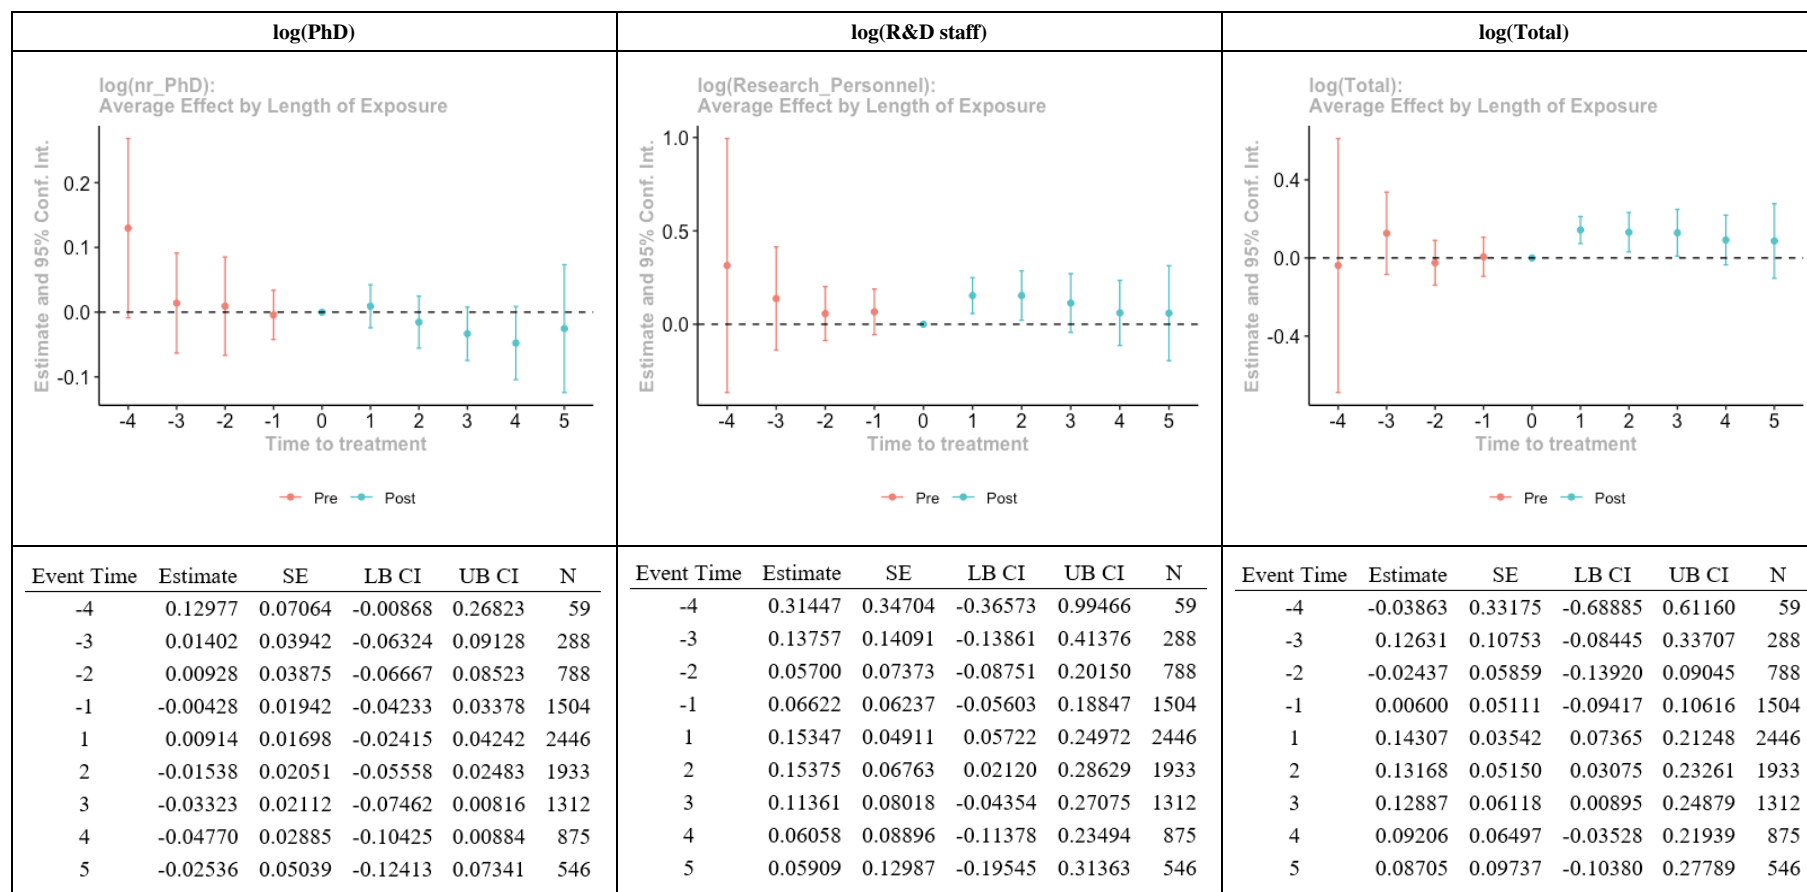 log(PhD)
log(R&D staff)
log(Total)
log(nr_PhD):
Average Effect by Length of Exposure
Estimate and 95% Conf. Int.
0.2
0.1
0.0
-0.1
-4 -3 -2 -1 0 1 2 3 4 5
Time to treatment
Pre Post
log(Research_Personnel):
Average Effect by Length of Exposure
Estimate and 95% Conf. Int.
1.0
0.5
0.0
-4 -3 -2 -1 0 1 2 3 4 5
Time to treatment
Pre Post
log(Total):
Average Effect by Length of Exposure
Estimate and 95% Conf. Int.
0.4
0.0
-0.4
-4 -3 -2 -1 0 1 2 3 4 5
Time to treatment
Pre Post
Event Time Estimate SE LB CI UB CI N
-4 0.12977 0.07064 -0.00868 0.26823 59
-3 0.01402 0.03942 -0.06324 0.09128 288
-2 0.00928 0.03875 -0.06667 0.08523 788
-1 -0.00428 0.01942 -0.04233 0.03378 1504
1 0.00914 0.01698 -0.02415 0.04242 2446
2 -0.01538 0.02051 -0.05558 0.02483 1933
3 -0.03323 0.02112 -0.07462 0.00816 1312
4 -0.04770 0.02885 -0.10425 0.00884 875
5 -0.02536 0.05039 -0.12413 0.07341 546
Event Time Estimate SE LB CI UB CI N
-4 0.31447 0.34704 -0.36573 0.99466 59
-3 0.13757 0.14091 -0.13861 0.41376 288
-2 0.05700 0.07373 -0.08751 0.20150 788
-1 0.06622 0.06237 -0.05603 0.18847 1504
1 0.15347 0.04911 0.05722 0.24972 2446
2 0.15375 0.06763 0.02120 0.28629 1933
3 0.11361 0.08018 -0.04354 0.27075 1312
4 0.06058 0.08896 -0.11378 0.23494 875
5 0.05909 0.12987 -0.19545 0.31363 546
Event Time Estimate SE LB CI UB CI N
-4 -0.03863 0.33175 -0.68885 0.61160 59
-3 0.12631 0.10753 -0.08445 0.33707 288
-2 -0.02437 0.05859 -0.13920 0.09045 788
-1 0.00600 0.05111 -0.09417 0.10616 1504
1 0.14307 0.03542 0.07365 0.21248 2446
2 0.13168 0.05150 0.03075 0.23261 1933
3 0.12887 0.06118 0.00895 0.24879 1312
4 0.09206 0.06497 -0.03528 0.21939 875
5 0.08705 0.09737 -0.10380 0.27789 546